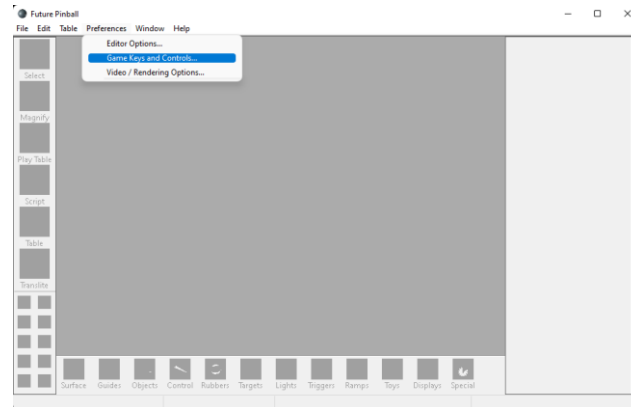 Future Pinball
File Edit Table Preferences Window Help
Editor Options...
Game Keys and Controls...
Video / Rendering Options...
Select
Magnify
Play Table
Script
Table
Translite
Surface Guides Objects Control Rubbers Targets Lights Triggers Ramps Toys Displays Special